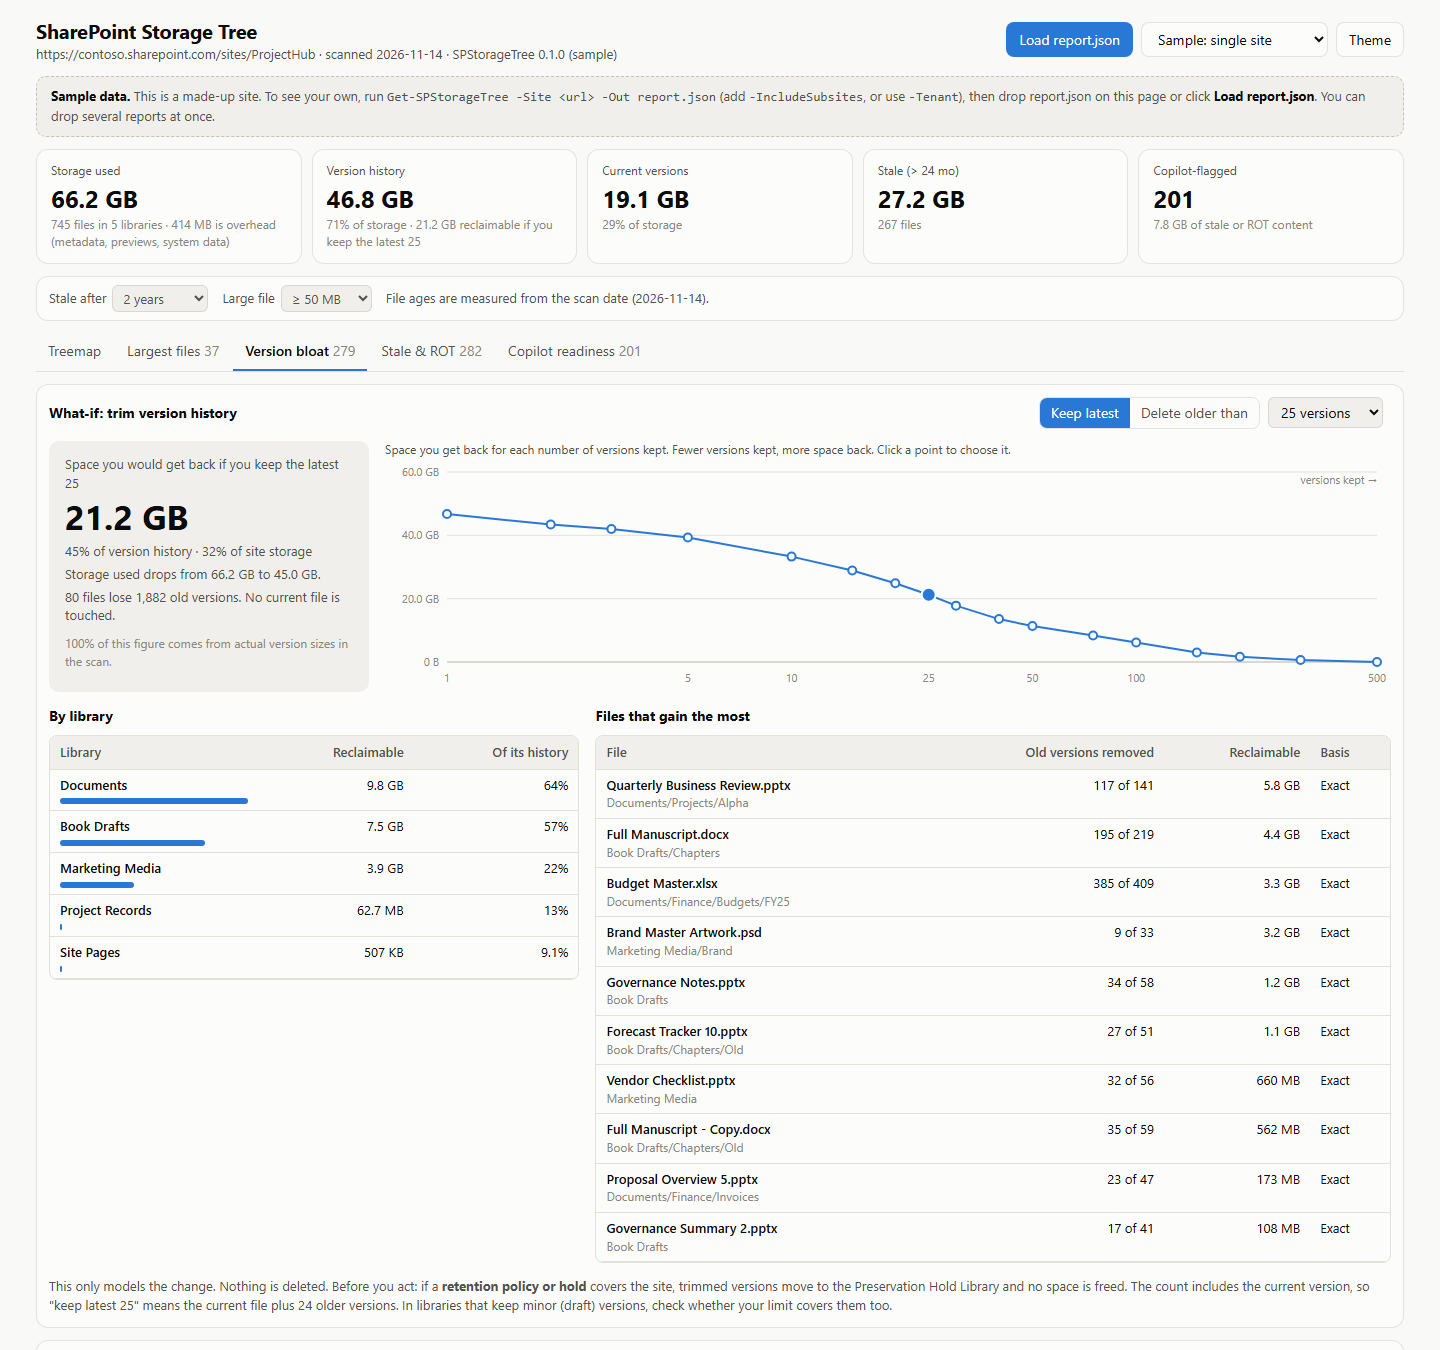 SharePoint Storage Tree
https://contoso.sharepoint.com/sites/ProjectHub · scanned 2026-11-14 · SPStorageTree 0.1.0 (sample)
Load report.json
Sample: single site
Theme
Sample data. This is a made-up site. To see your own, run Get-SPStorageTree -Site <url> -Out report.json (add -IncludeSubsites, or use -Tenant), then drop report.json on this page or click Load report.json. You can
drop several reports at once.
Storage used
66.2 GB
745 files in 5 libraries · 414 MB is overhead
(metadata, previews, system data)
Version history
46.8 GB
71% of storage · 21.2 GB reclaimable if you
keep the latest 25
Current versions
19.1 GB
29% of storage
Stale (> 24 mo)
27.2 GB
267 files
Copilot-flagged
201
7.8 GB of stale or ROT content
Stale after 2 years Large file ≥ 50 MB File ages are measured from the scan date (2026-11-14).
Treemap Largest files 37 Version bloat 279 Stale & ROT 282 Copilot readiness 201
What-if: trim version history
Keep latest Delete older than 25 versions
Space you would get back if you keep the latest
25
21.2 GB
45% of version history · 32% of site storage
Storage used drops from 66.2 GB to 45.0 GB.
80 files lose 1,882 old versions. No current file is
touched.
100% of this figure comes from actual version sizes in
the scan.
Space you get back for each number of versions kept. Fewer versions kept, more space back. Click a point to choose it.
60.0 GB
versions kept →
40.0 GB
20.0 GB
0 B
1 5 10 25 50 100 500
By library
Library Reclaimable Of its history
Documents 9.8 GB 64%
Book Drafts 7.5 GB 57%
Marketing Media 3.9 GB 22%
Project Records 62.7 MB 13%
Site Pages 507 KB 9.1%
Files that gain the most
File Old versions removed Reclaimable Basis
Quarterly Business Review.pptx 117 of 141 5.8 GB Exact
Documents/Projects/Alpha
Full Manuscript.docx 195 of 219 4.4 GB Exact
Book Drafts/Chapters
Budget Master.xlsx 385 of 409 3.3 GB Exact
Documents/Finance/Budgets/FY25
Brand Master Artwork.psd 9 of 33 3.2 GB Exact
Marketing Media/Brand
Governance Notes.pptx 34 of 58 1.2 GB Exact
Book Drafts
Forecast Tracker 10.pptx 27 of 51 1.1 GB Exact
Book Drafts/Chapters/Old
Vendor Checklist.pptx 32 of 56 660 MB Exact
Marketing Media
Full Manuscript - Copy.docx 35 of 59 562 MB Exact
Book Drafts/Chapters/Old
Proposal Overview 5.pptx 23 of 47 173 MB Exact
Documents/Finance/Invoices
Governance Summary 2.pptx 17 of 41 108 MB Exact
Book Drafts
This only models the change. Nothing is deleted. Before you act: if a retention policy or hold covers the site, trimmed versions move to the Preservation Hold Library and no space is freed. The count includes the current version, so
"keep latest 25" means the current file plus 24 older versions. In libraries that keep minor (draft) versions, check whether your limit covers them too.